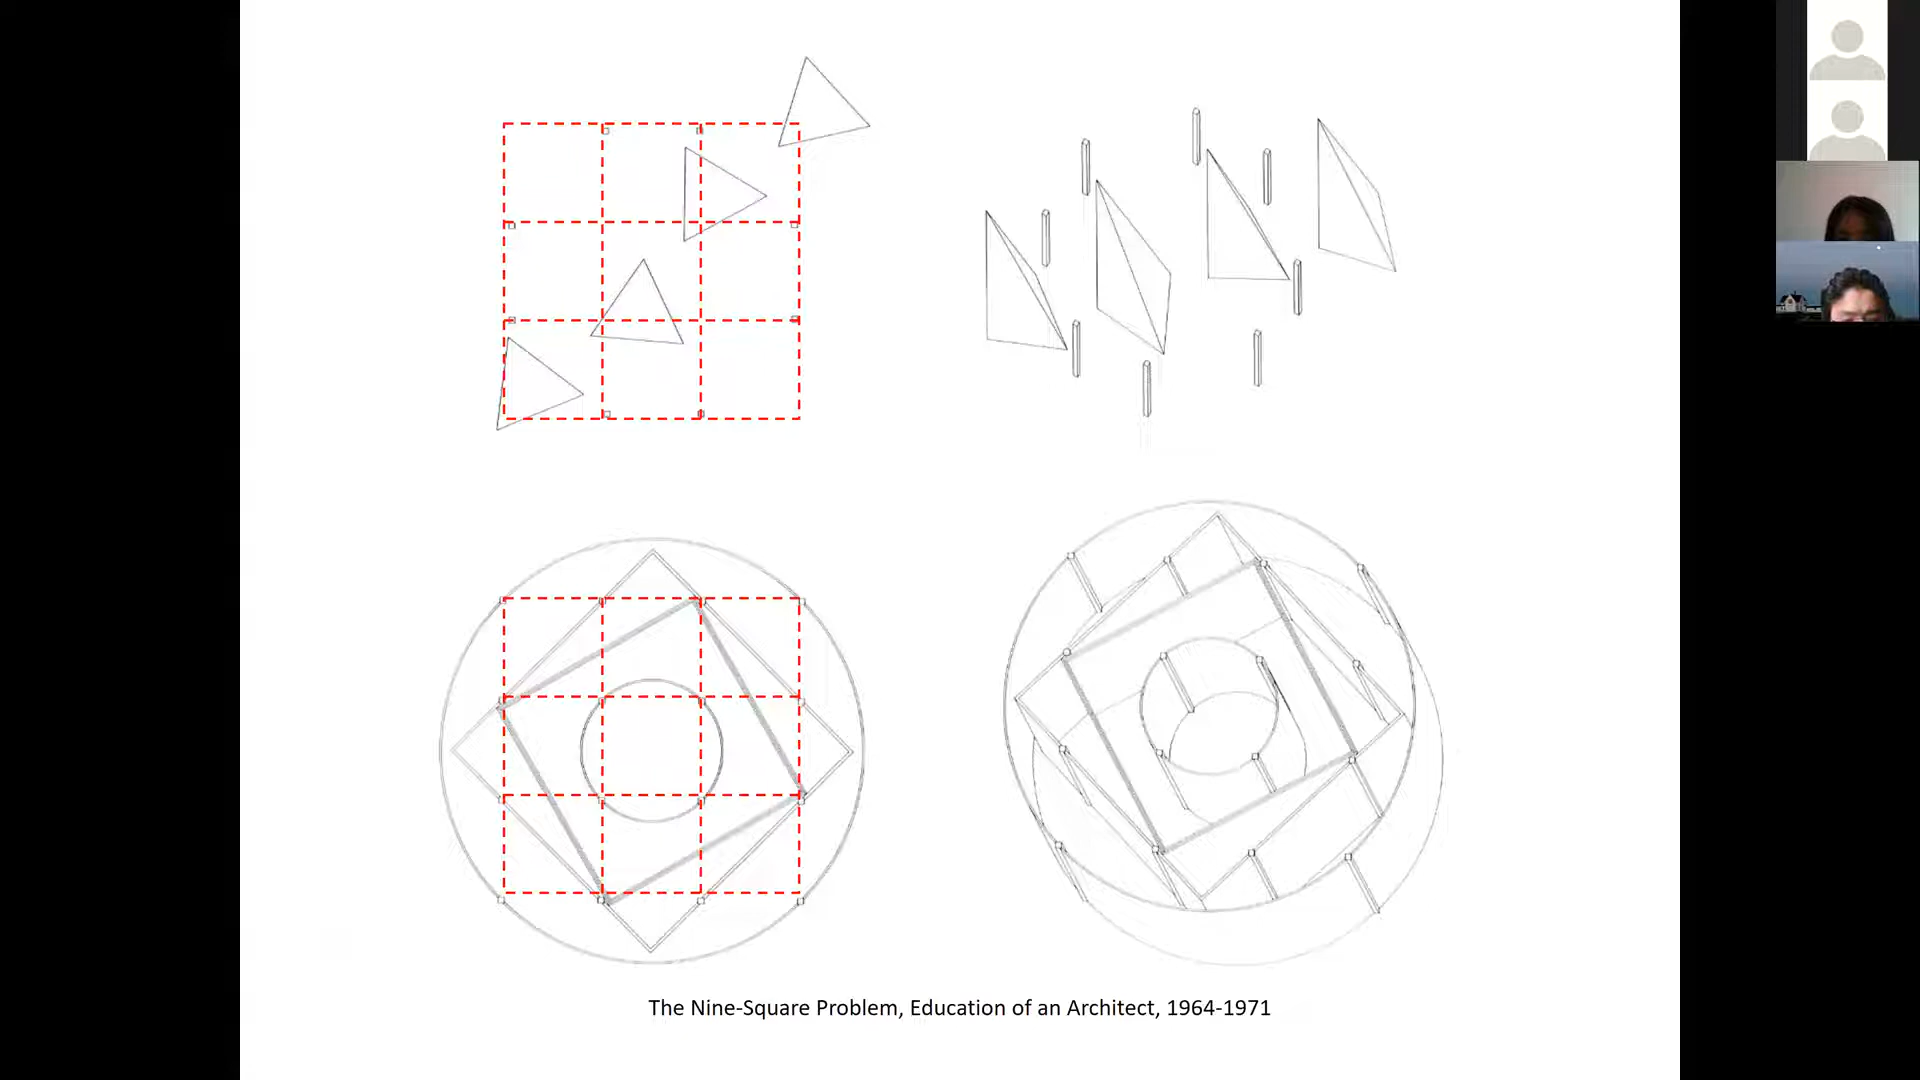 The Nine-Square Problem, Education of an Architect, 1964-1971